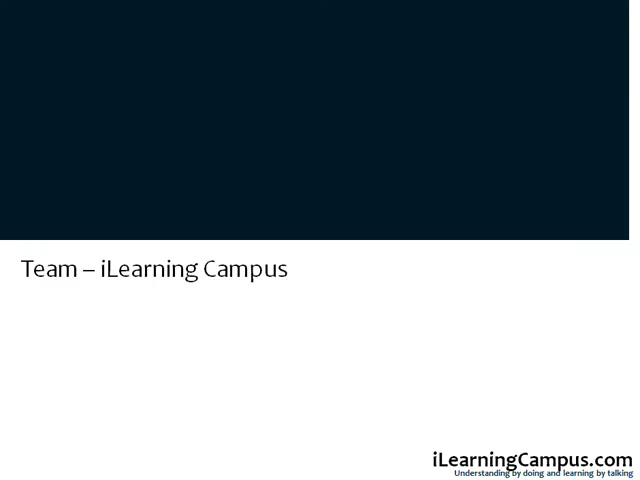 Team – iLearning Campus
iLearningCampus.com
Understanding by doing and learning by talking